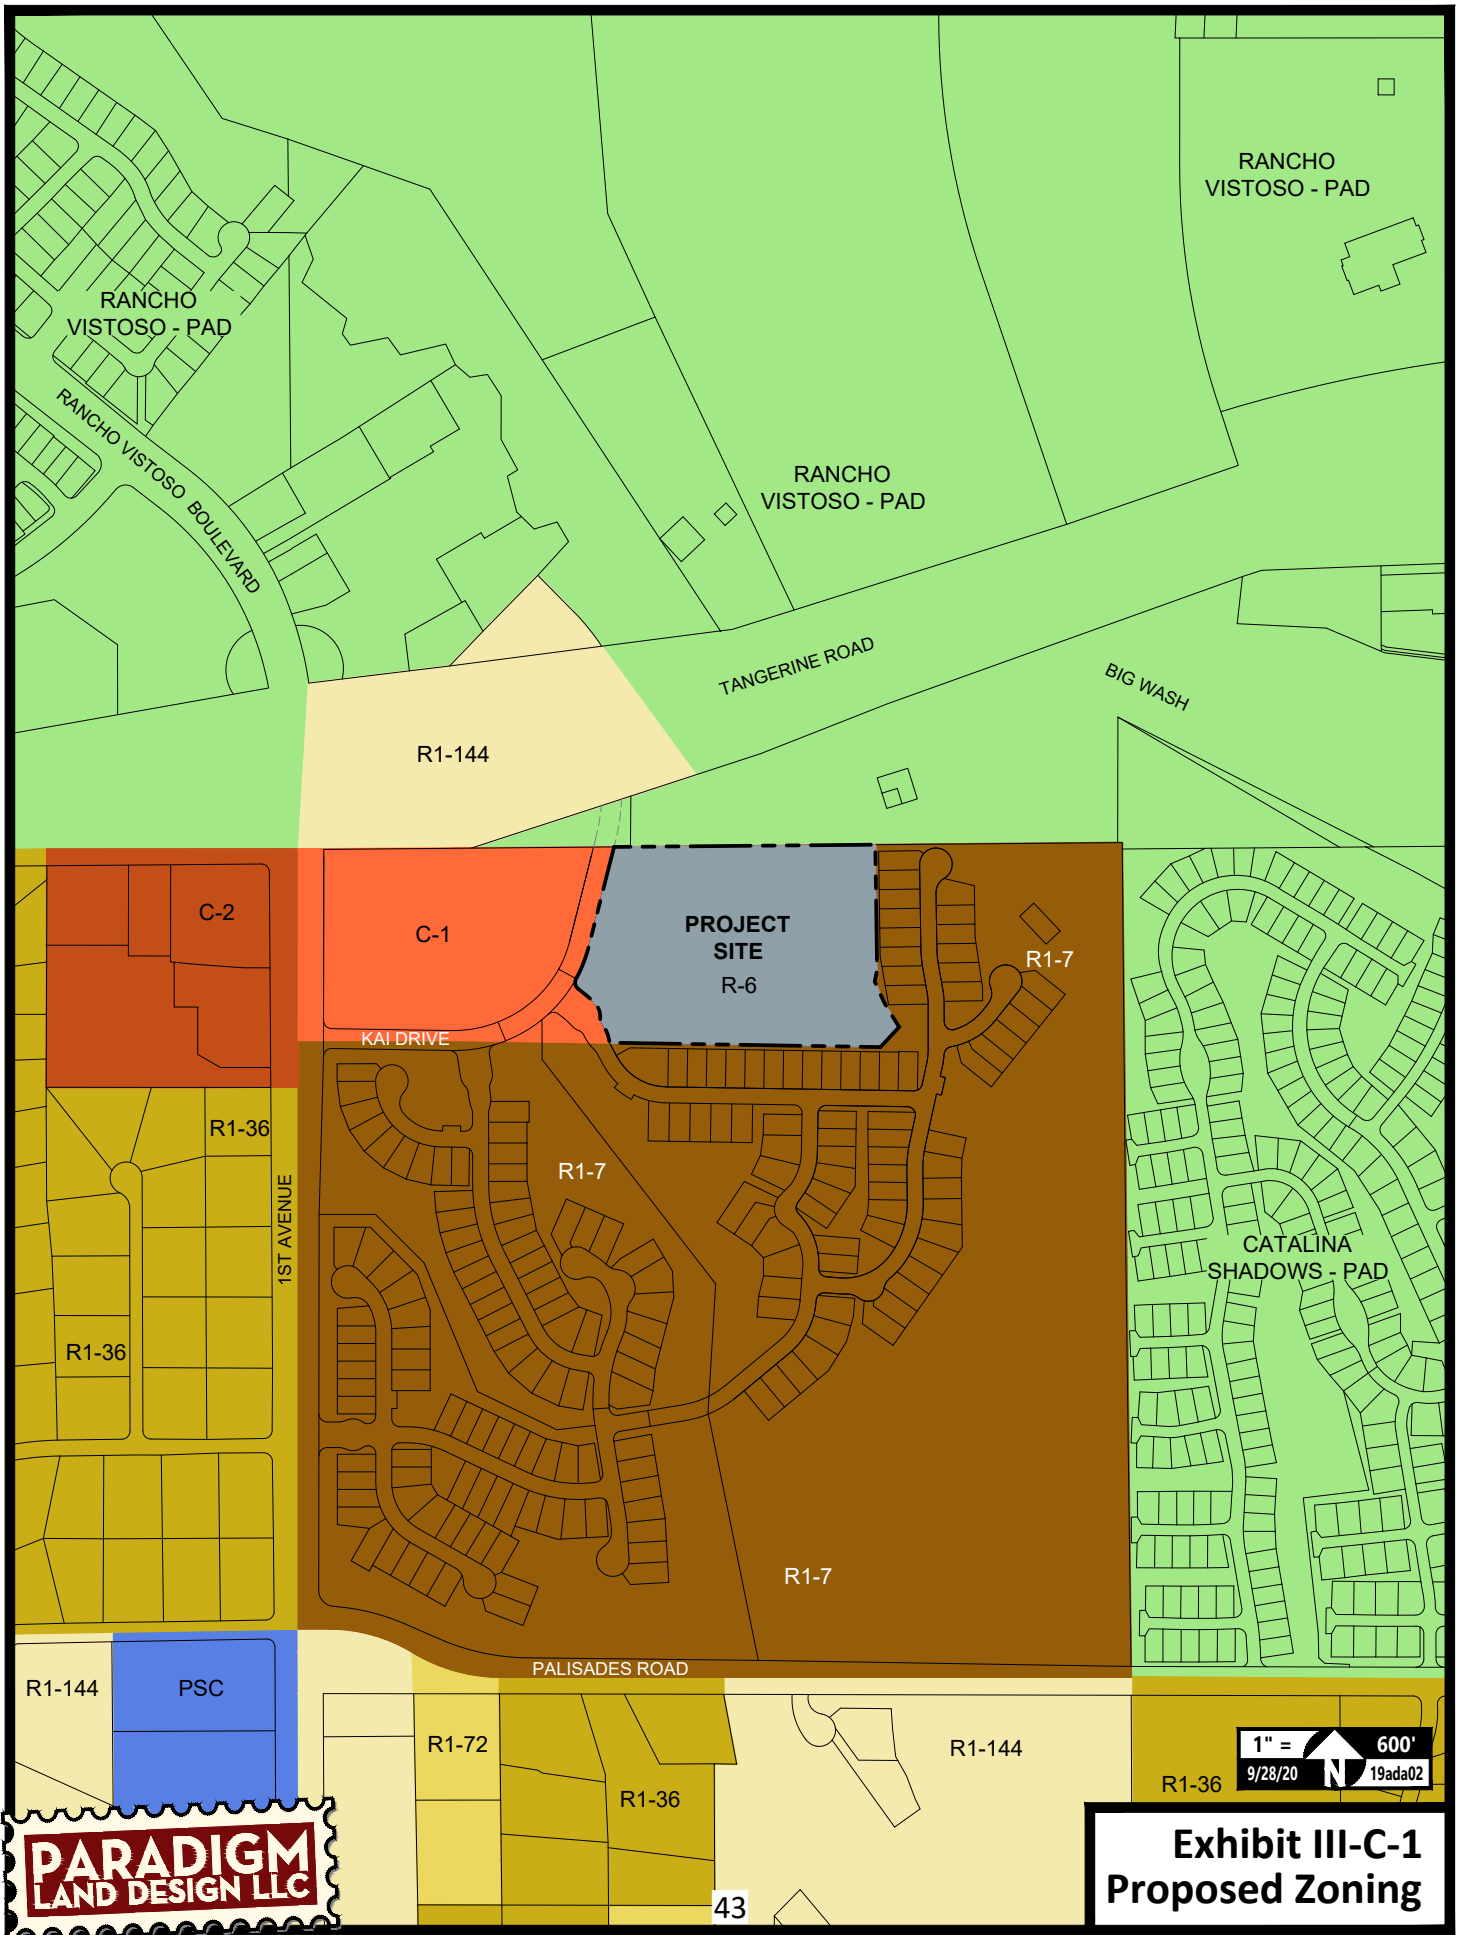 RANCHO
VISTOSO - PAD
RANCHO
VISTOSO - PAD
RANCHO VISTOSO BOULEVARD
RANCHO
VISTOSO - PAD
TANGERINE ROAD
BIG WASH
R1-144
C-2
C-1
PROJECT
SITE
R-6
R1-7
KAI DRIVE
R1-36
R1-7
1ST AVENUE
CATALINA
SHADOWS - PAD
R1-36
R1-7
PALISADES ROAD
R1-144
PSC
R1-72
R1-144
R1-36
R1-36
1" = 600'
9/28/20 N 19ada02
PARADIGM
LAND DESIGN LLC
Exhibit III-C-1
Proposed Zoning
43